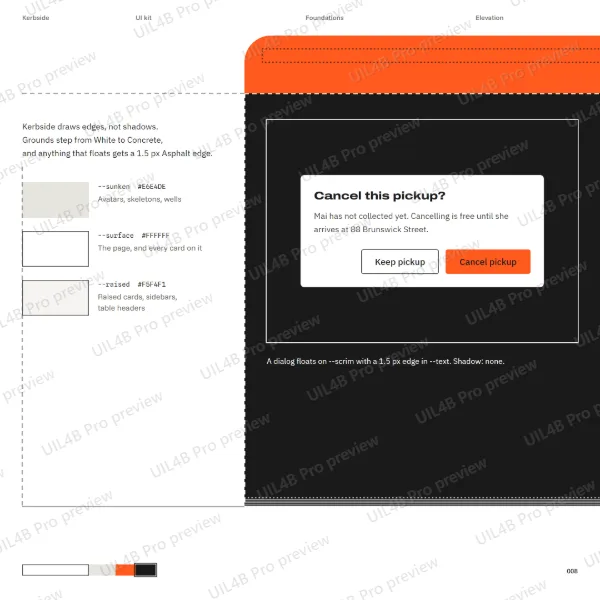 Kerbside
UI kit
Foundations
Elevation
Kerbside draws edges, not shadows.
Grounds step from White to Concrete,
and anything that floats gets a 1.5 px Asphalt edge.
--sunken #E6E4DE
Avatars, skeletons, wells
--surface #FFFFFF
The page, and every card on it
--raised #F5F4F1
Raised cards, sidebars,
table headers
Cancel this pickup?
Mai has not collected yet. Cancelling is free until she
arrives at 88 Brunswick Street.
Keep pickup
Cancel pickup
A dialog floats on --scrim with a 1.5 px edge in --text. Shadow: none.
008
UIL4B Pro preview